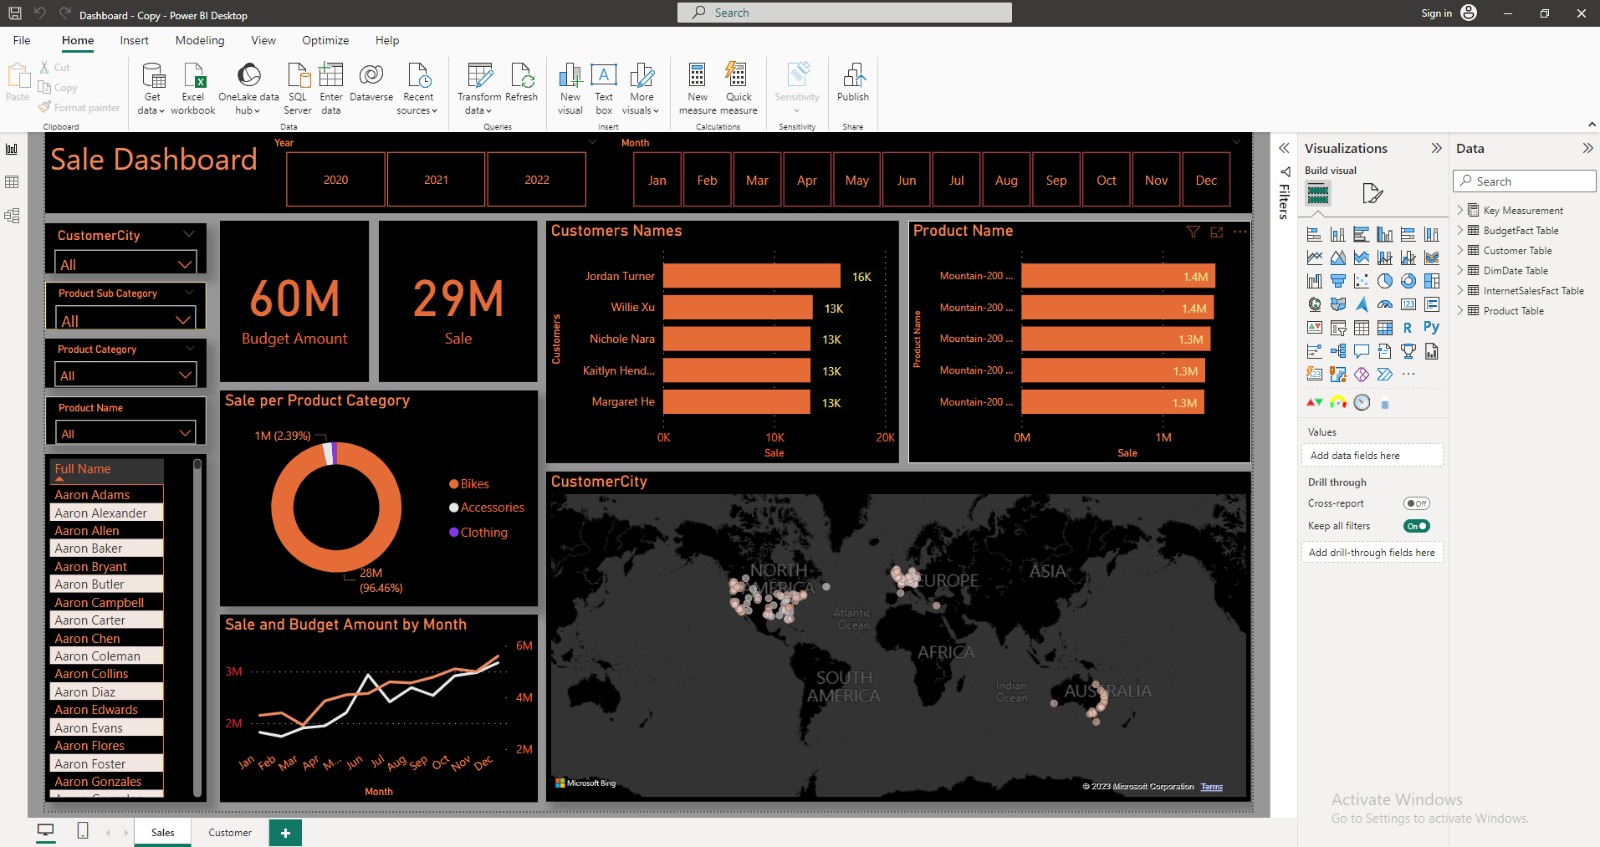 Dashboard - Copy - Power BI Desktop
Search
Sign in
File
Home
Insert
Modeling
View
Optimize
Help
Paste
Cut
Copy
Format painter
Clipboard
Get data
Excel workbook
OneLake data hub
SQL Server
Enter data
Dataverse
Recent sources
Data
Transform data
Refresh
Queries
New visual
Text box
More visuals
Insert
New measure
Quick measure
Calculations
Sensitivity
Sensitivity
Publish
Share
Sale Dashboard
Year
2020
2021
2022
Month
Jan
Feb
Mar
Apr
May
Jun
Jul
Aug
Sep
Oct
Nov
Dec
CustomerCity
All
Product Sub Category
All
Product Category
All
Product Name
All
Full Name
Aaron Adams
Aaron Alexander
Aaron Allen
Aaron Baker
Aaron Bryant
Aaron Butler
Aaron Campbell
Aaron Carter
Aaron Chen
Aaron Coleman
Aaron Collins
Aaron Diaz
Aaron Edwards
Aaron Evans
Aaron Flores
Aaron Foster
Aaron Gonzales
60M
Budget Amount
29M
Sale
Sale per Product Category
1M (2.39%)
28M
(96.46%)
Bikes
Accessories
Clothing
Sale and Budget Amount by Month
3M
2M
6M
4M
2M
Jan
Feb
Mar
Apr
M...
Jun
Jul
Aug
Sep
Oct
Nov
Dec
Month
Customers Names
Customers
Jordan Turner
16K
Willie Xu
13K
Nichole Nara
13K
Kaitlyn Hend...
13K
Margaret He
13K
0K
10K
20K
Sale
Product Name
Product Name
Mountain-200 ...
1.4M
Mountain-200 ...
1.4M
Mountain-200 ...
1.3M
Mountain-200 ...
1.3M
Mountain-200 ...
1.3M
0M
1M
Sale
CustomerCity
NORTH
AMERICA
EUROPE
ASIA
Atlantic
Ocean
AFRICA
SOUTH
AMERICA
Indian
Ocean
AUSTRALIA
Microsoft Bing
© 2023 Microsoft Corporation
Terms
Filters
Visualizations
Build visual
R
Py
123
Values
Add data fields here
Drill through
Cross-report
Off
Keep all filters
On
Add drill-through fields here
Data
Search
Key Measurement
BudgetFact Table
Customer Table
DimDate Table
InternetSalesFact Table
Product Table
Activate Windows
Go to Settings to activate Windows.
Sales
Customer